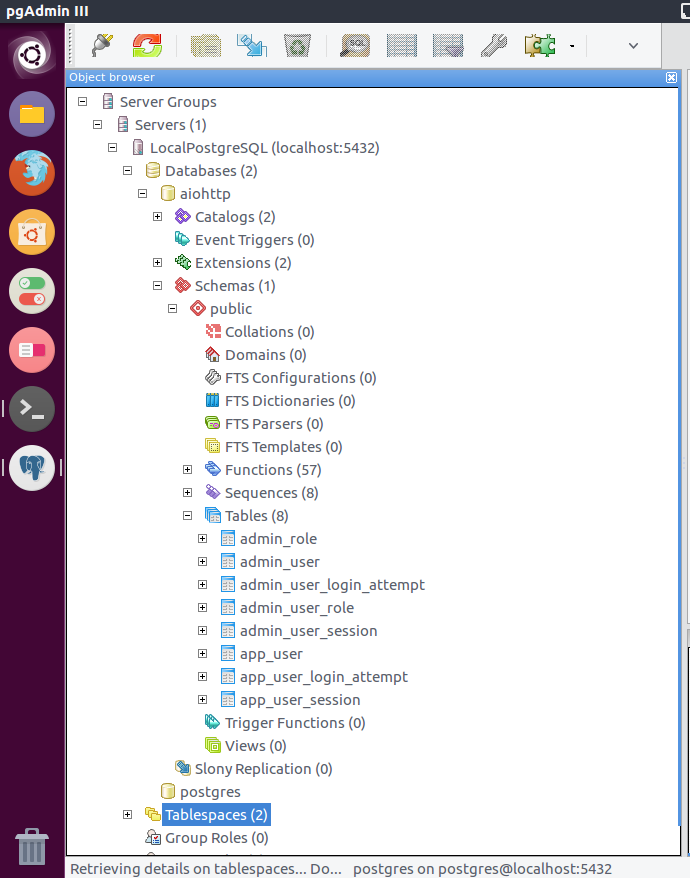 pgAdmin III
SQL
Object browser
Server Groups
Servers (1)
LocalPostgreSQL (localhost:5432)
Databases (2)
aiohttp
Catalogs (2)
Event Triggers (0)
Extensions (2)
Schemas (1)
public
Collations (0)
Domains (0)
FTS Configurations (0)
FTS Dictionaries (0)
FTS Parsers (0)
FTS Templates (0)
Functions (57)
Sequences (8)
Tables (8)
admin_role
admin_user
admin_user_login_attempt
admin_user_role
admin_user_session
app_user
app_user_login_attempt
app_user_session
Trigger Functions (0)
Views (0)
Slony Replication (0)
postgres
Tablespaces (2)
Group Roles (0)
Retrieving details on tablespaces... Do... postgres on postgres@localhost:5432